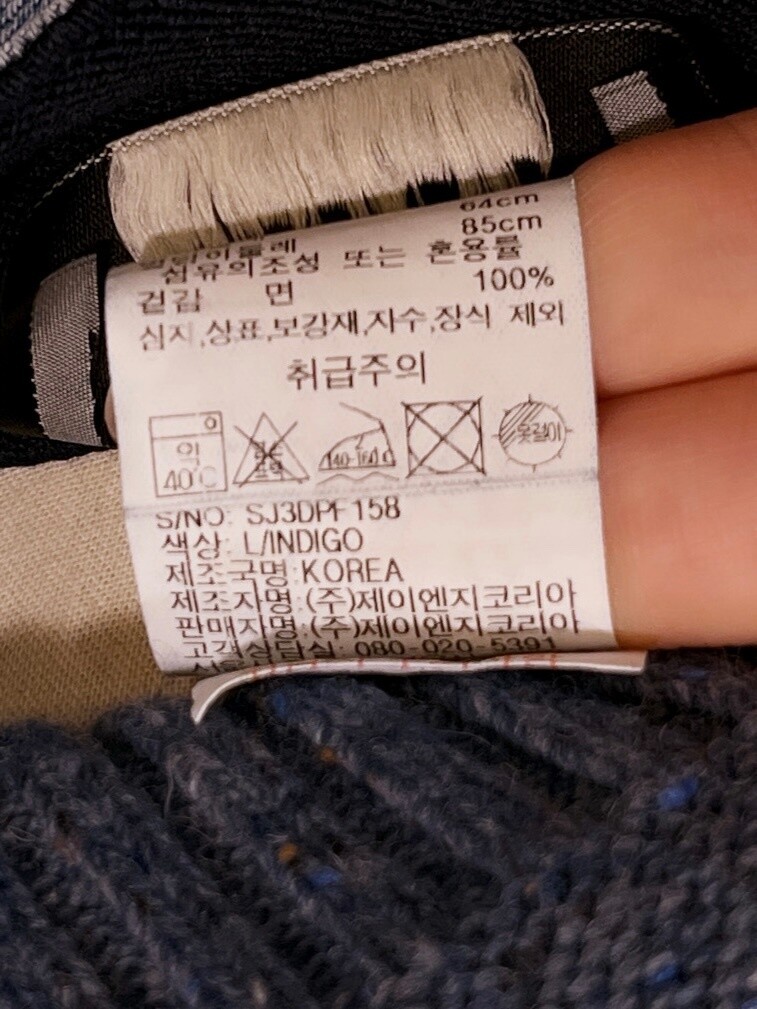 64cm
85cm
섬유의조성 또는 혼용률
겉감 면 100%
심지,상표,보강재,자수,장식 제외
취급주의
약 40℃
140-160℃
옷걸이
S/NO: SJ3DPF158
색상: L/INDIGO
제조국명:KOREA
제조자명:(주)제이엔지코리아
판매자명:(주)제이엔지코리아
고객상담실: 080-020-5391